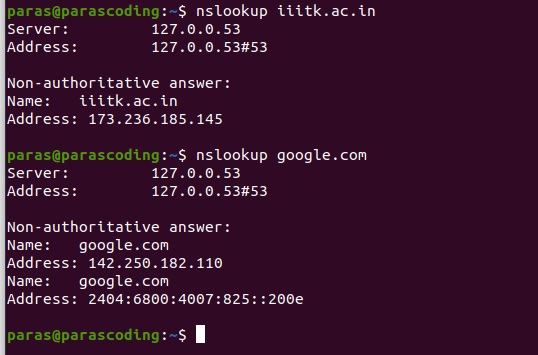 paras@parascoding:~$ nslookup iiitk.ac.in
Server:         127.0.0.53
Address:        127.0.0.53#53
Non-authoritative answer:
Name:   iiitk.ac.in
Address: 173.236.185.145
paras@parascoding:~$ nslookup google.com
Server:         127.0.0.53
Address:        127.0.0.53#53
Non-authoritative answer:
Name:   google.com
Address: 142.250.182.110
Name:   google.com
Address: 2404:6800:4007:825::200e
paras@parascoding:~$